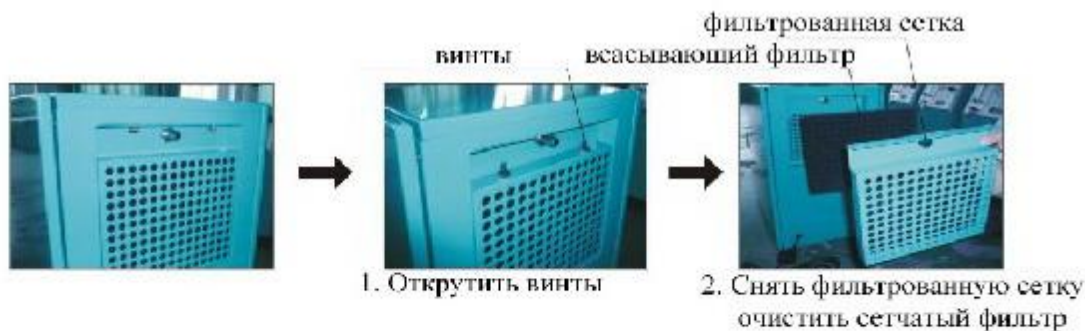 фильтрованная сетка
винты
всасывающий фильтр
1. Открутить винты
2. Снять фильтрованную сетку
очистить сетчатый фильтр